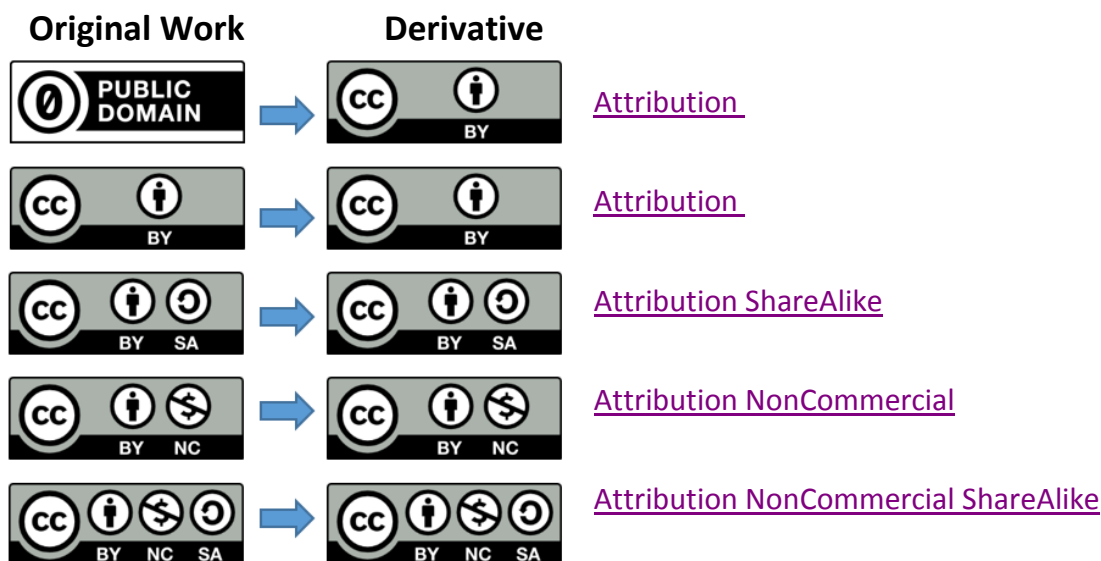 Original Work Derivative
0 PUBLIC DOMAIN cc BY Attribution
cc BY cc BY Attribution
cc BY SA cc BY SA Attribution ShareAlike
cc BY NC cc BY NC Attribution NonCommercial
cc BY NC SA cc BY NC SA Attribution NonCommercial ShareAlike